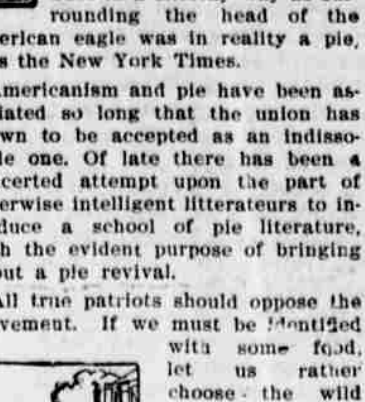 rounding the head of the
erican eagle was in reality a pie,
s the New York Times.
mericanism and pie have been as-
iated so long that the union has
wn to be accepted as an indisso-
le one. Of late there has been a
certed attempt upon the part of
erwise intelligent litterateurs to in-
duce a school of pie literature,
h the evident purpose of bringing
out a pie revival.
All true patriots should oppose the
vement. If we must be identified
with some food,
let us rather
choose the wild